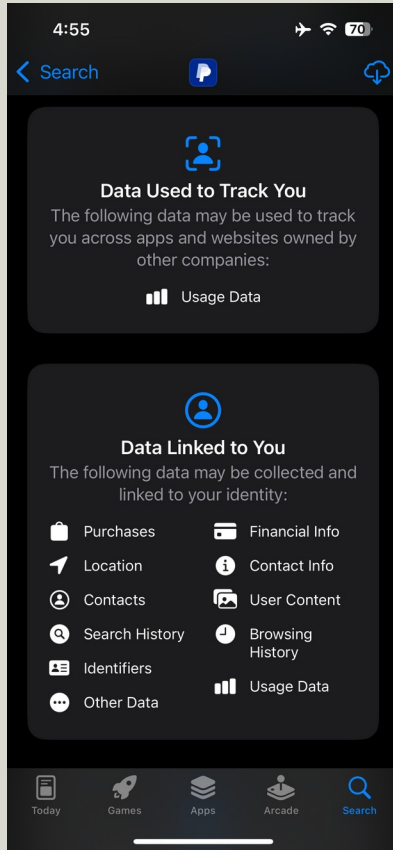 4:55
70
Search
Data Used to Track You
The following data may be used to track
you across apps and websites owned by
other companies:
Usage Data
Data Linked to You
The following data may be collected and
linked to your identity:
Purchases
Location
Contacts
Search History
Identifiers
Other Data
Financial Info
Contact Info
User Content
Browsing
History
Usage Data
Today
Games
Apps
Arcade
Search